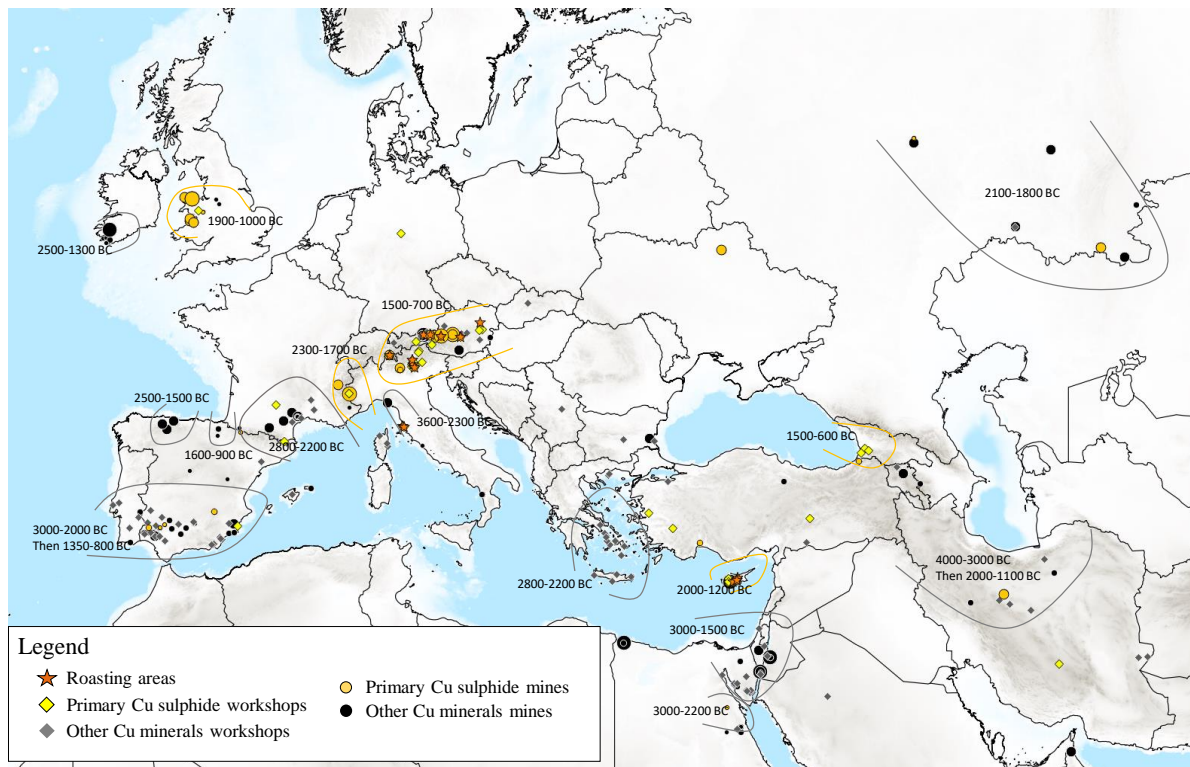 2100-1800 BC
1900-1000 BC
2500-1300 BC
1500-700 BC
2300-1700 BC
2500-1500 BC
3600-2300 BC
1600-900 BC
2800-2200 BC
1500-600 BC
3000-2000 BC
Then 1350-800 BC
4000-3000 BC
Then 2000-1100 BC
2800-2200 BC
2000-1200 BC
3000-1500 BC
3000-2200 BC
Legend
Roasting areas
Primary Cu sulphide workshops
Other Cu minerals workshops
Primary Cu sulphide mines
Other Cu minerals mines